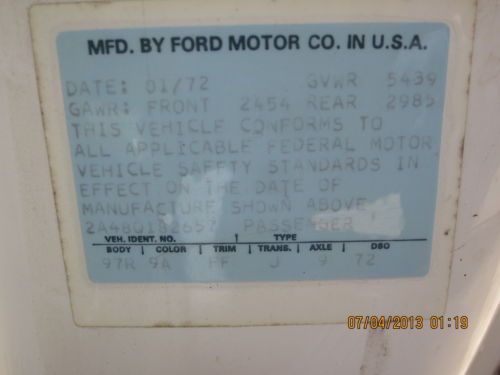 MFD. BY FORD MOTOR CO. IN U.S.A.
DATE: 01/72 GVWR 5439
GAWR: FRONT 2454 REAR 2985
THIS VEHICLE CONFORMS TO
ALL APPLICABLE FEDERAL MOTOR
VEHICLE SAFETY STANDARDS IN
EFFECT ON THE DATE OF
MANUFACTURE SHOWN ABOVE
2A48Q182657 PASSENGER
VEH. IDENT. NO. TYPE
BODY COLOR TRIM TRANS. AXLE DSO
97R 9A FF J 9 72
07/04/2013 01:19